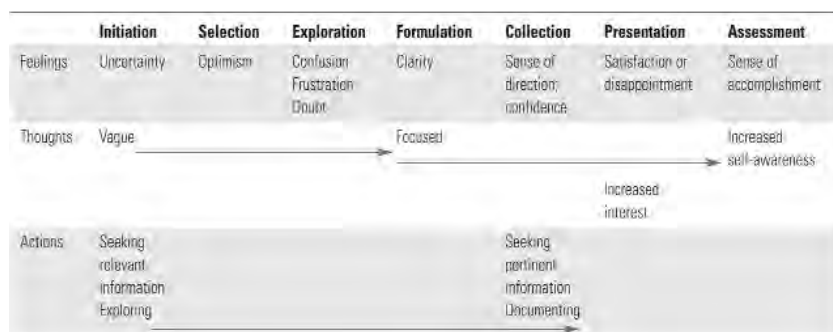 Initiation Selection Exploration Formulation Collection Presentation Assessment
Feelings Uncertainty Optimism Confusion Clarity Sense of Satisfaction or Sense of
Frustration direction; disappointment accomplishment
Doubt confidence
Thoughts Vague Focused Increased
self-awareness
Increased
interest
Actions Seeking Seeking
relevant pertinent
information information
Exploring Documenting